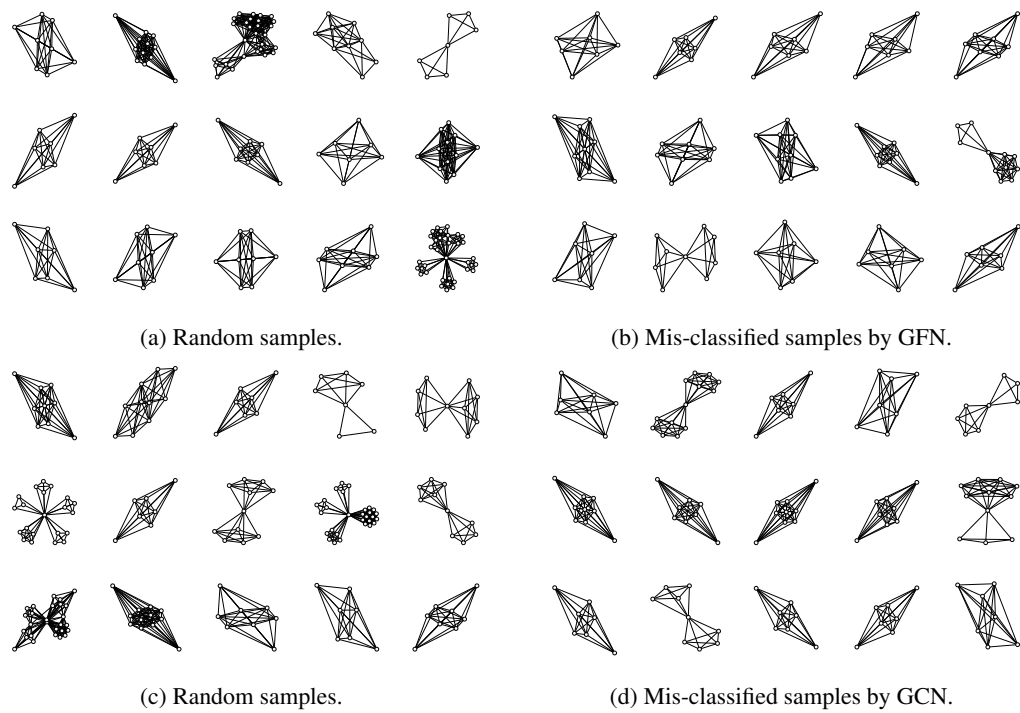 (a) Random samples.
(b) Mis-classified samples by GFN.
(c) Random samples.
(d) Mis-classified samples by GCN.